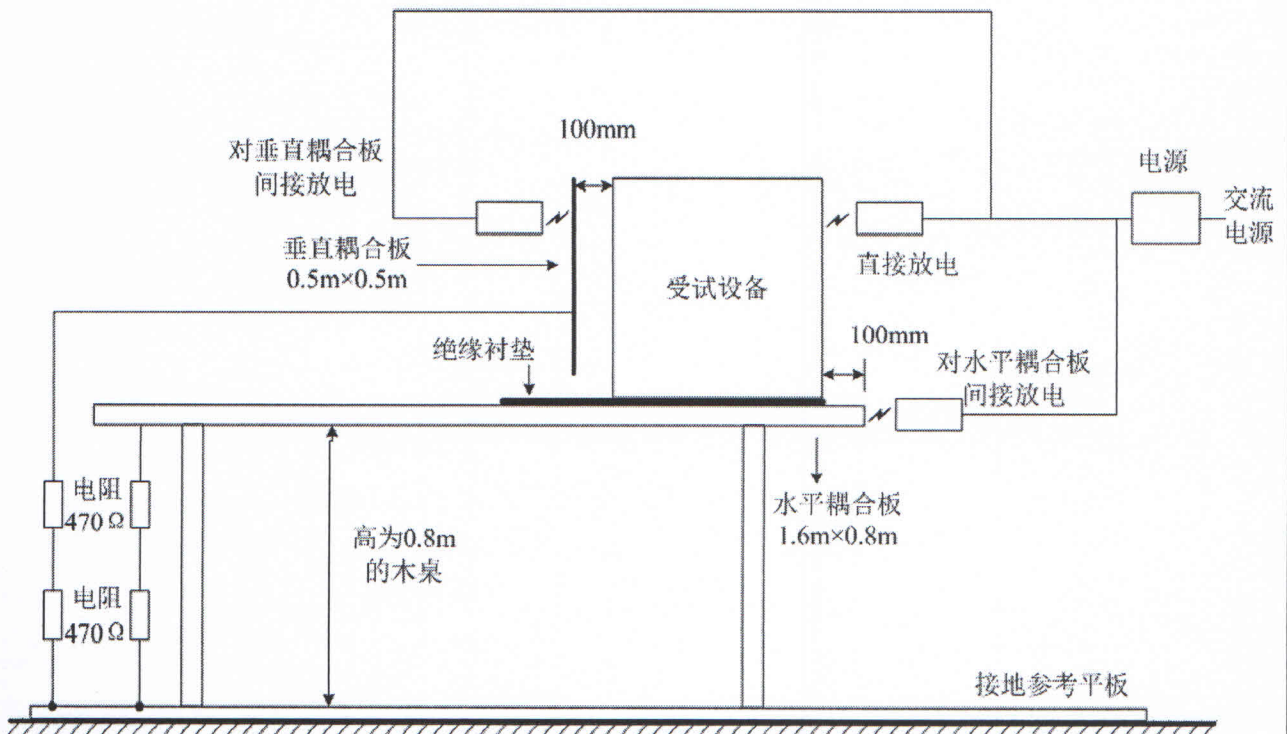 100mm
对垂直耦合板
间接放电
电源
交流
电源
垂直耦合板
0.5m×0.5m
直接放电
受试设备
绝缘衬垫
100mm
对水平耦合板
间接放电
电阻
470Ω
水平耦合板
1.6m×0.8m
高为0.8m
的木桌
电阻
470Ω
接地参考平板